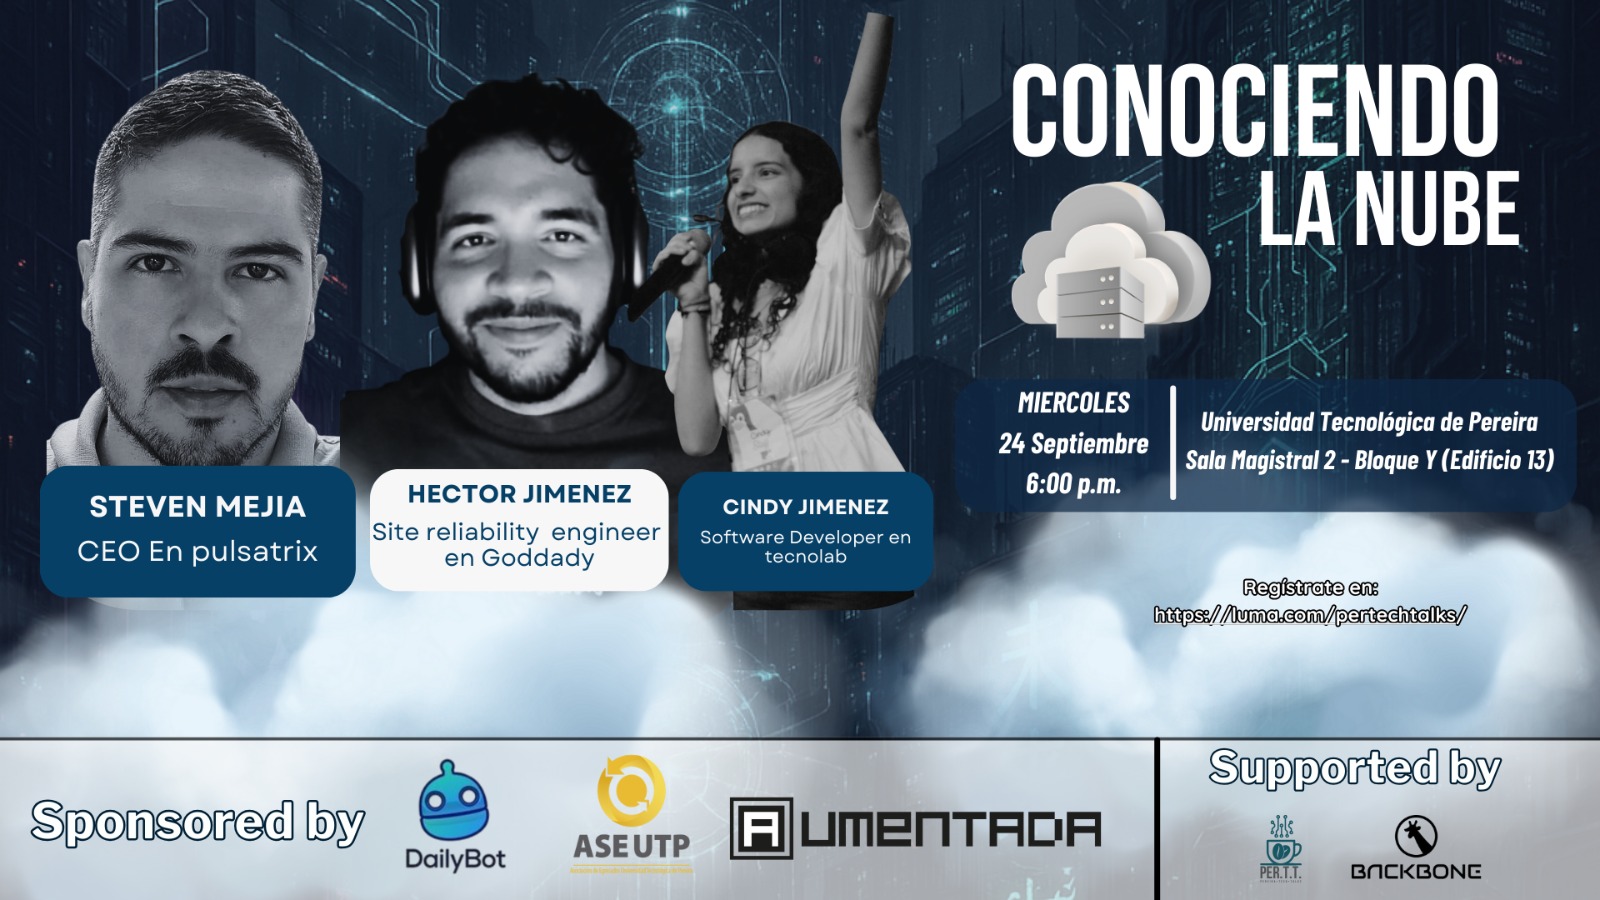 CONOCIENDO
LA NUBE
MIERCOLES
24 Septiembre
6:00 p.m.
Universidad Tecnológica de Pereira
Sala Magistral 2 - Bloque Y (Edificio 13)
STEVEN MEJIA
CEO En pulsatrix
HECTOR JIMENEZ
Site reliability engineer
en Goddady
CINDY JIMENEZ
Software Developer en
tecnolab
Regístrate en:
https://luma.com/pertechtalks/
Sponsored by
DailyBot
ASEUTP
AUMENTADA
Supported by
PER.T.T.
BACKBONE